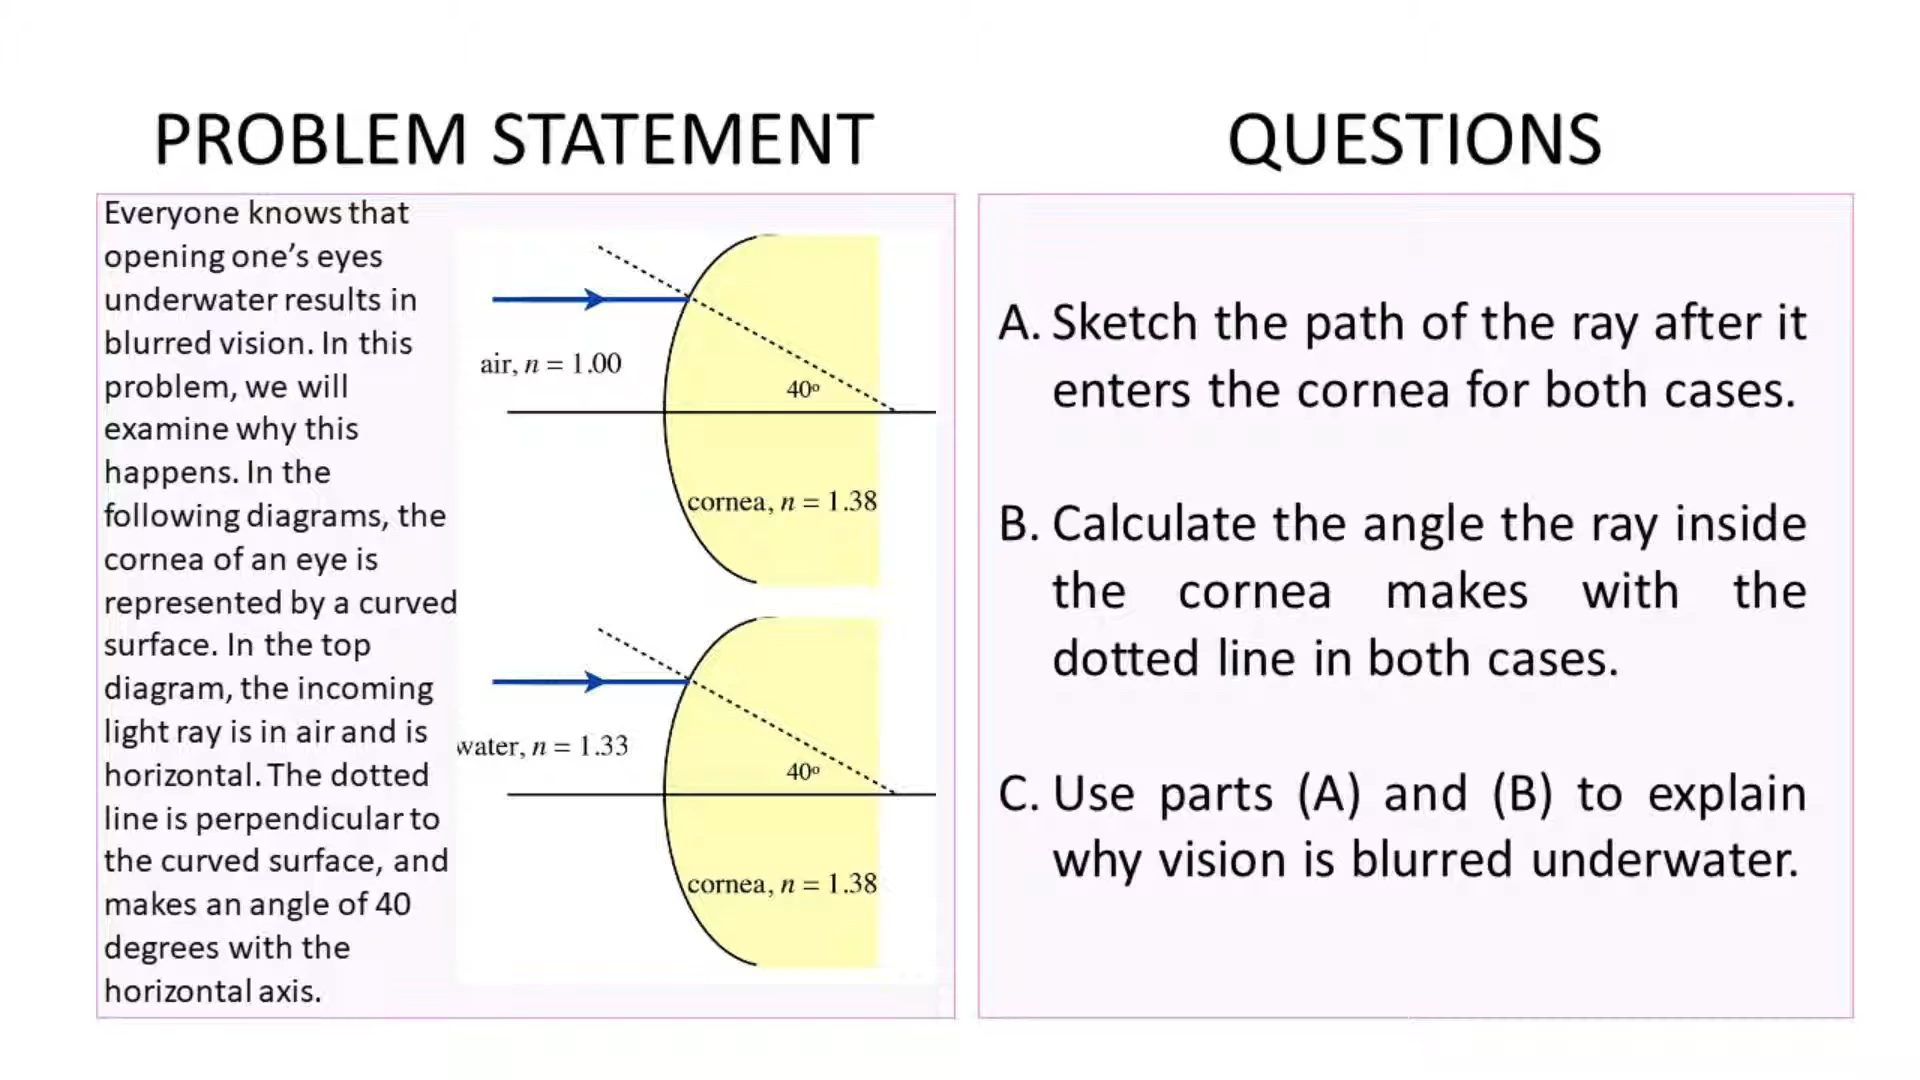 PROBLEM STATEMENT
Everyone knows that
opening one’s eyes
underwater results in
blurred vision. In this
problem, we will
examine why this
happens. In the
following diagrams, the
cornea of an eye is
represented by a curved
surface. In the top
diagram, the incoming
light ray is in air and is
horizontal. The dotted
line is perpendicular to
the curved surface, and
makes an angle of 40
degrees with the
horizontal axis.
air, n = 1.00
40º
cornea, n = 1.38
water, n = 1.33
40º
cornea, n = 1.38
QUESTIONS
A. Sketch the path of the ray after it
enters the cornea for both cases.
B. Calculate the angle the ray inside
the cornea makes with the
dotted line in both cases.
C. Use parts (A) and (B) to explain
why vision is blurred underwater.